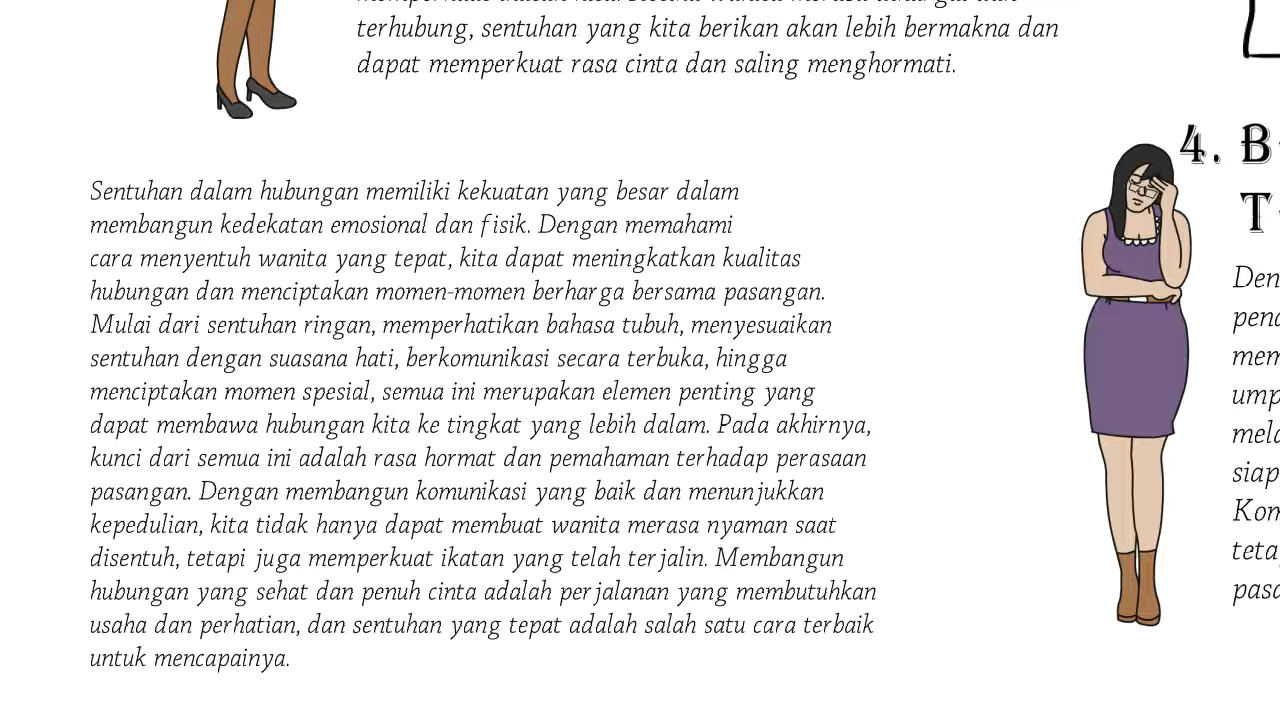 terhubung, sentuhan yang kita berikan akan lebih bermakna dan
dapat memperkuat rasa cinta dan saling menghormati.
Sentuhan dalam hubungan memiliki kekuatan yang besar dalam
membangun kedekatan emosional dan fisik. Dengan memahami
cara menyentuh wanita yang tepat, kita dapat meningkatkan kualitas
hubungan dan menciptakan momen-momen berharga bersama pasangan.
Mulai dari sentuhan ringan, memperhatikan bahasa tubuh, menyesuaikan
sentuhan dengan suasana hati, berkomunikasi secara terbuka, hingga
menciptakan momen spesial, semua ini merupakan elemen penting yang
dapat membawa hubungan kita ke tingkat yang lebih dalam. Pada akhirnya,
kunci dari semua ini adalah rasa hormat dan pemahaman terhadap perasaan
pasangan. Dengan membangun komunikasi yang baik dan menunjukkan
kepedulian, kita tidak hanya dapat membuat wanita merasa nyaman saat
disentuh, tetapi juga memperkuat ikatan yang telah terjalin. Membangun
hubungan yang sehat dan penuh cinta adalah perjalanan yang membutuhkan
usaha dan perhatian, dan sentuhan yang tepat adalah salah satu cara terbaik
untuk mencapainya.
4.